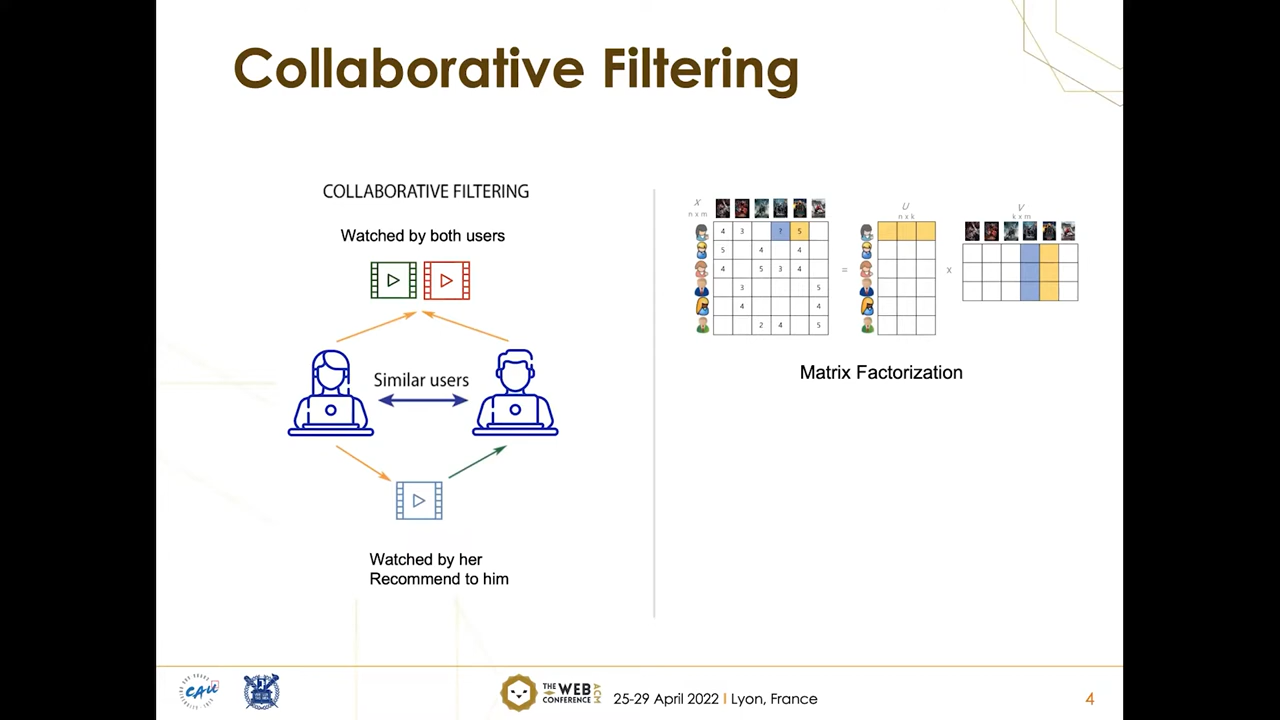 Collaborative Filtering
COLLABORATIVE FILTERING
Watched by both users
Similar users
Watched by her
Recommend to him
X
n x m
4 3 ? 5
5 4 4
4 5 3 4
3 5
4 4
2 4 5
=
U
n x k
x
V
k x m
Matrix Factorization
CAU
THE WEB CONFERENCE
ACM
25-29 April 2022 I Lyon, France
4